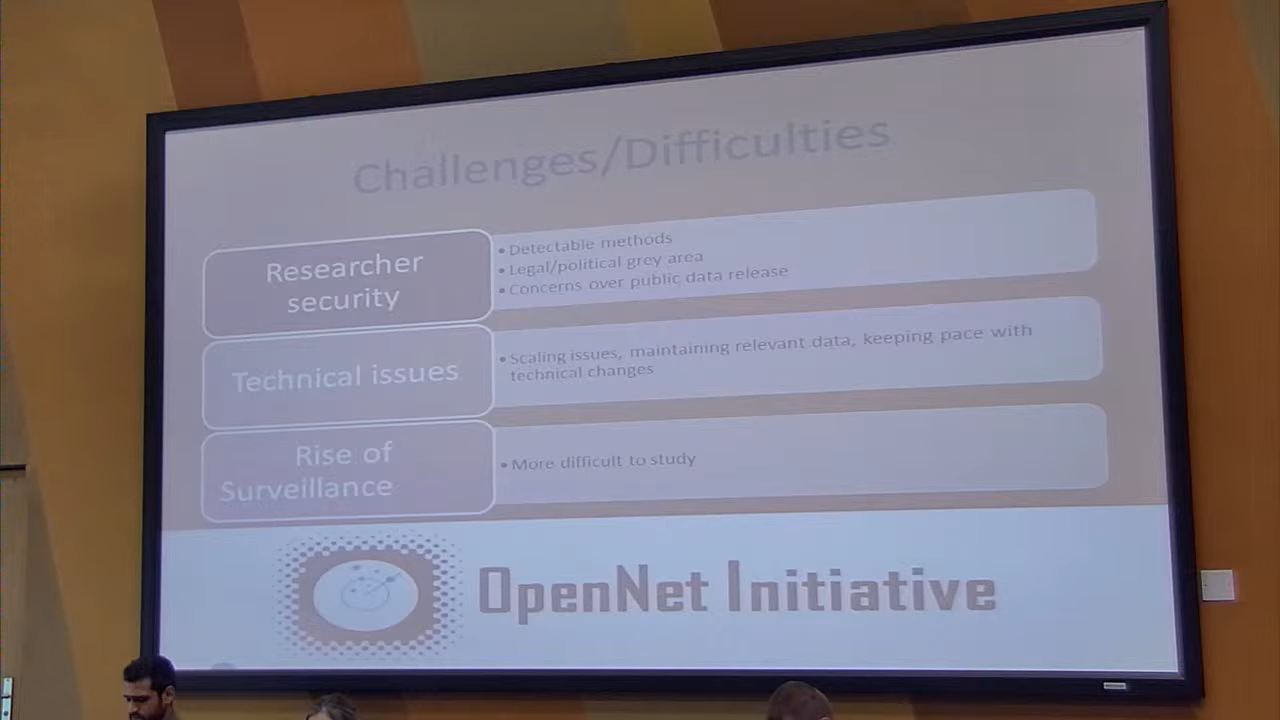 Challenges/Difficulties
Researcher
security
• Detectable methods
• Legal/political grey area
• Concerns over public data release
Technical issues
• Scaling issues, maintaining relevant data, keeping pace with
technical changes
Rise of
Surveillance
• More difficult to study
OpenNet Initiative